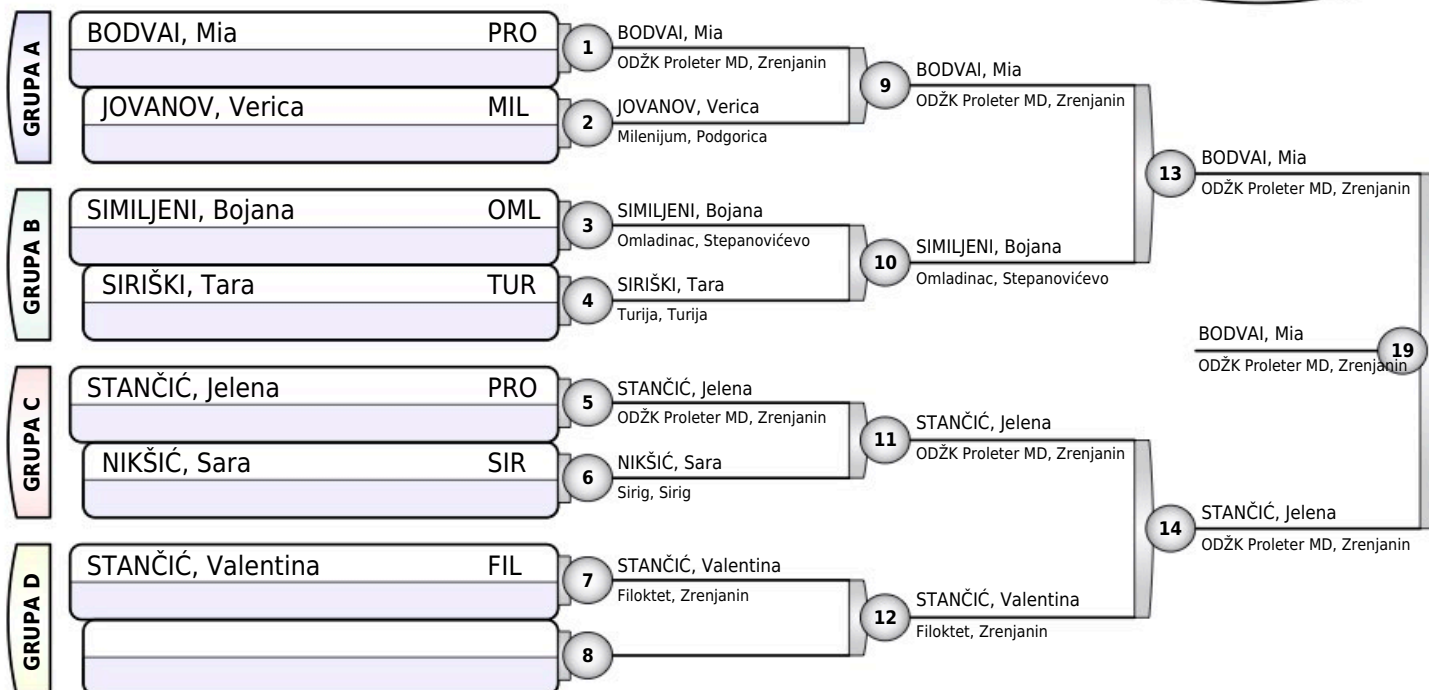 GRUPA A
BODVAI, Mia PRO
JOVANOV, Verica MIL
GRUPA B
SIMILJENI, Bojana OML
SIRIŠKI, Tara TUR
GRUPA C
STANČIĆ, Jelena PRO
NIKŠIĆ, Sara SIR
GRUPA D
STANČIĆ, Valentina FIL
1
BODVAI, Mia
ODŽK Proleter MD, Zrenjanin
2
JOVANOV, Verica
Milenijum, Podgorica
3
SIMILJENI, Bojana
Omladinac, Stepanovićevo
4
SIRIŠKI, Tara
Turija, Turija
5
STANČIĆ, Jelena
ODŽK Proleter MD, Zrenjanin
6
NIKŠIĆ, Sara
Sirig, Sirig
7
STANČIĆ, Valentina
Filoktet, Zrenjanin
8
9
BODVAI, Mia
ODŽK Proleter MD, Zrenjanin
10
SIMILJENI, Bojana
Omladinac, Stepanovićevo
11
STANČIĆ, Jelena
ODŽK Proleter MD, Zrenjanin
12
STANČIĆ, Valentina
Filoktet, Zrenjanin
13
BODVAI, Mia
ODŽK Proleter MD, Zrenjanin
14
STANČIĆ, Jelena
ODŽK Proleter MD, Zrenjanin
BODVAI, Mia
ODŽK Proleter MD, Zrenjanin
19